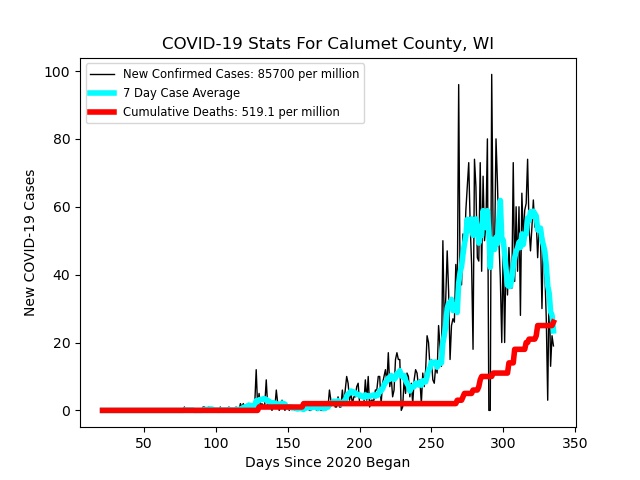 COVID-19 Stats For Calumet County, WI
New Confirmed Cases: 85700 per million
7 Day Case Average
Cumulative Deaths: 519.1 per million
New COVID-19 Cases
100
80
60
40
20
0
50 100 150 200 250 300 350
Days Since 2020 Began